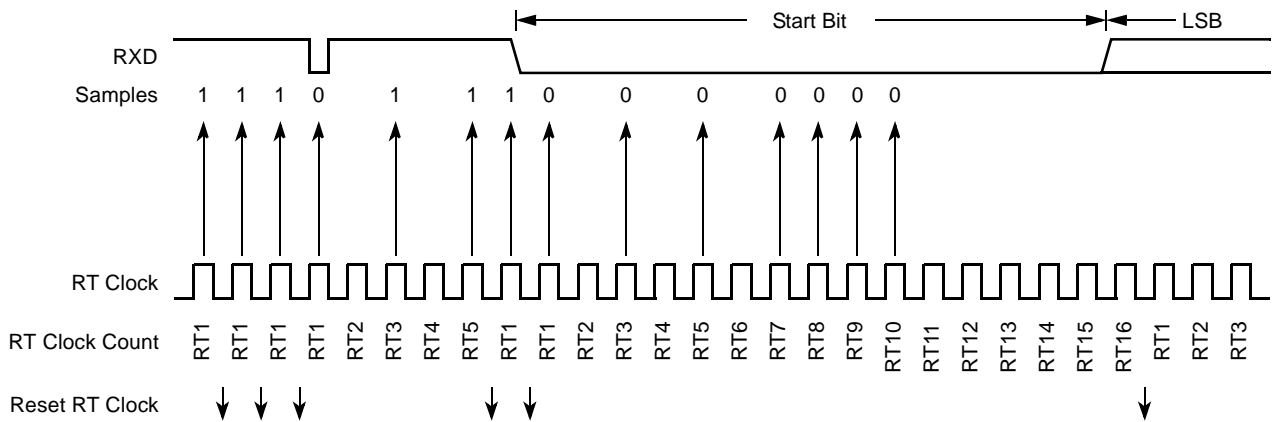 Start Bit LSB
RXD
Samples 1 1 1 0 1 1 1 0 0 0 0 0 0 0
RT Clock
RT Clock Count RT1 RT1 RT1 RT1 RT2 RT3 RT4 RT5 RT1 RT1 RT2 RT3 RT4 RT5 RT6 RT7 RT8 RT9 RT10 RT11 RT12 RT13 RT14 RT15 RT16 RT1 RT2 RT3
Reset RT Clock